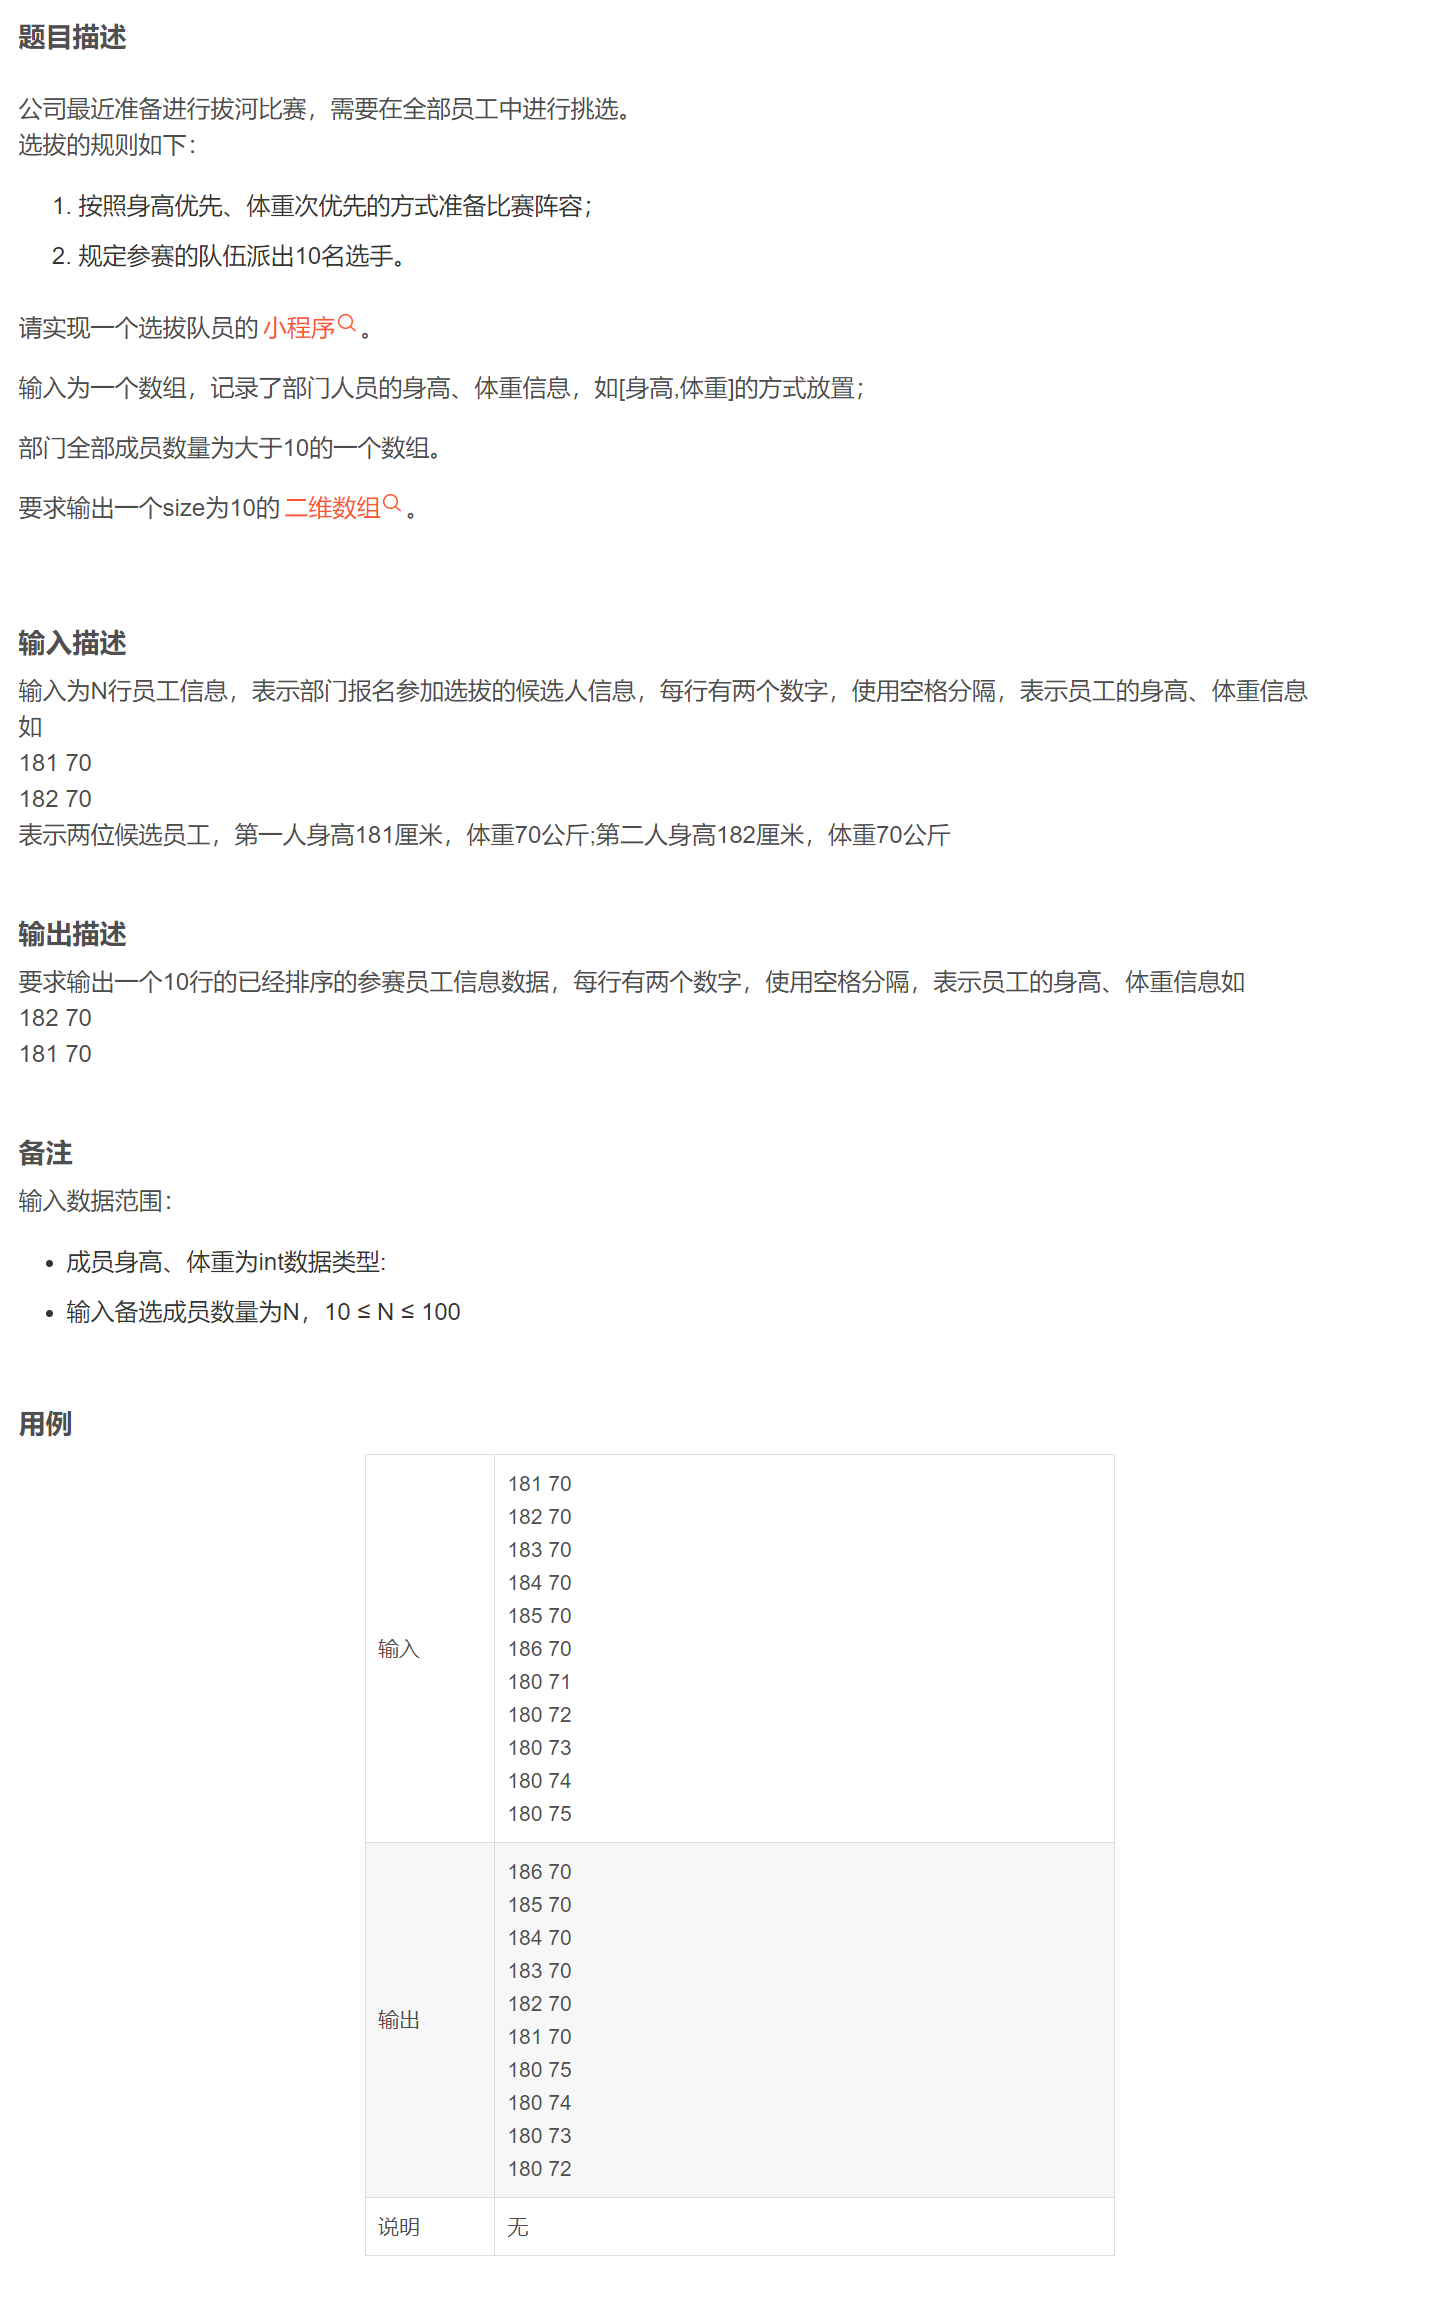 题目描述
公司最近准备进行拔河比赛，需要在全部员工中进行挑选。
选拔的规则如下：
1. 按照身高优先、体重次优先的方式准备比赛阵容；
2. 规定参赛的队伍派出10名选手。
请实现一个选拔队员的 小程序 。
输入为一个数组，记录了部门人员的身高、体重信息，如[身高,体重]的方式放置；
部门全部成员数量为大于10的一个数组。
要求输出一个size为10的 二维数组 。
输入描述
输入为N行员工信息，表示部门报名参加选拔的候选人信息，每行有两个数字，使用空格分隔，表示员工的身高、体重信息
如
181 70
182 70
表示两位候选员工，第一人身高181厘米，体重70公斤;第二人身高182厘米，体重70公斤
输出描述
要求输出一个10行的已经排序的参赛员工信息数据，每行有两个数字，使用空格分隔，表示员工的身高、体重信息如
182 70
181 70
备注
输入数据范围：
• 成员身高、体重为int数据类型:
• 输入备选成员数量为N，10 ≤ N ≤ 100
用例
输入
181 70
182 70
183 70
184 70
185 70
186 70
180 71
180 72
180 73
180 74
180 75
输出
186 70
185 70
184 70
183 70
182 70
181 70
180 75
180 74
180 73
180 72
说明 无